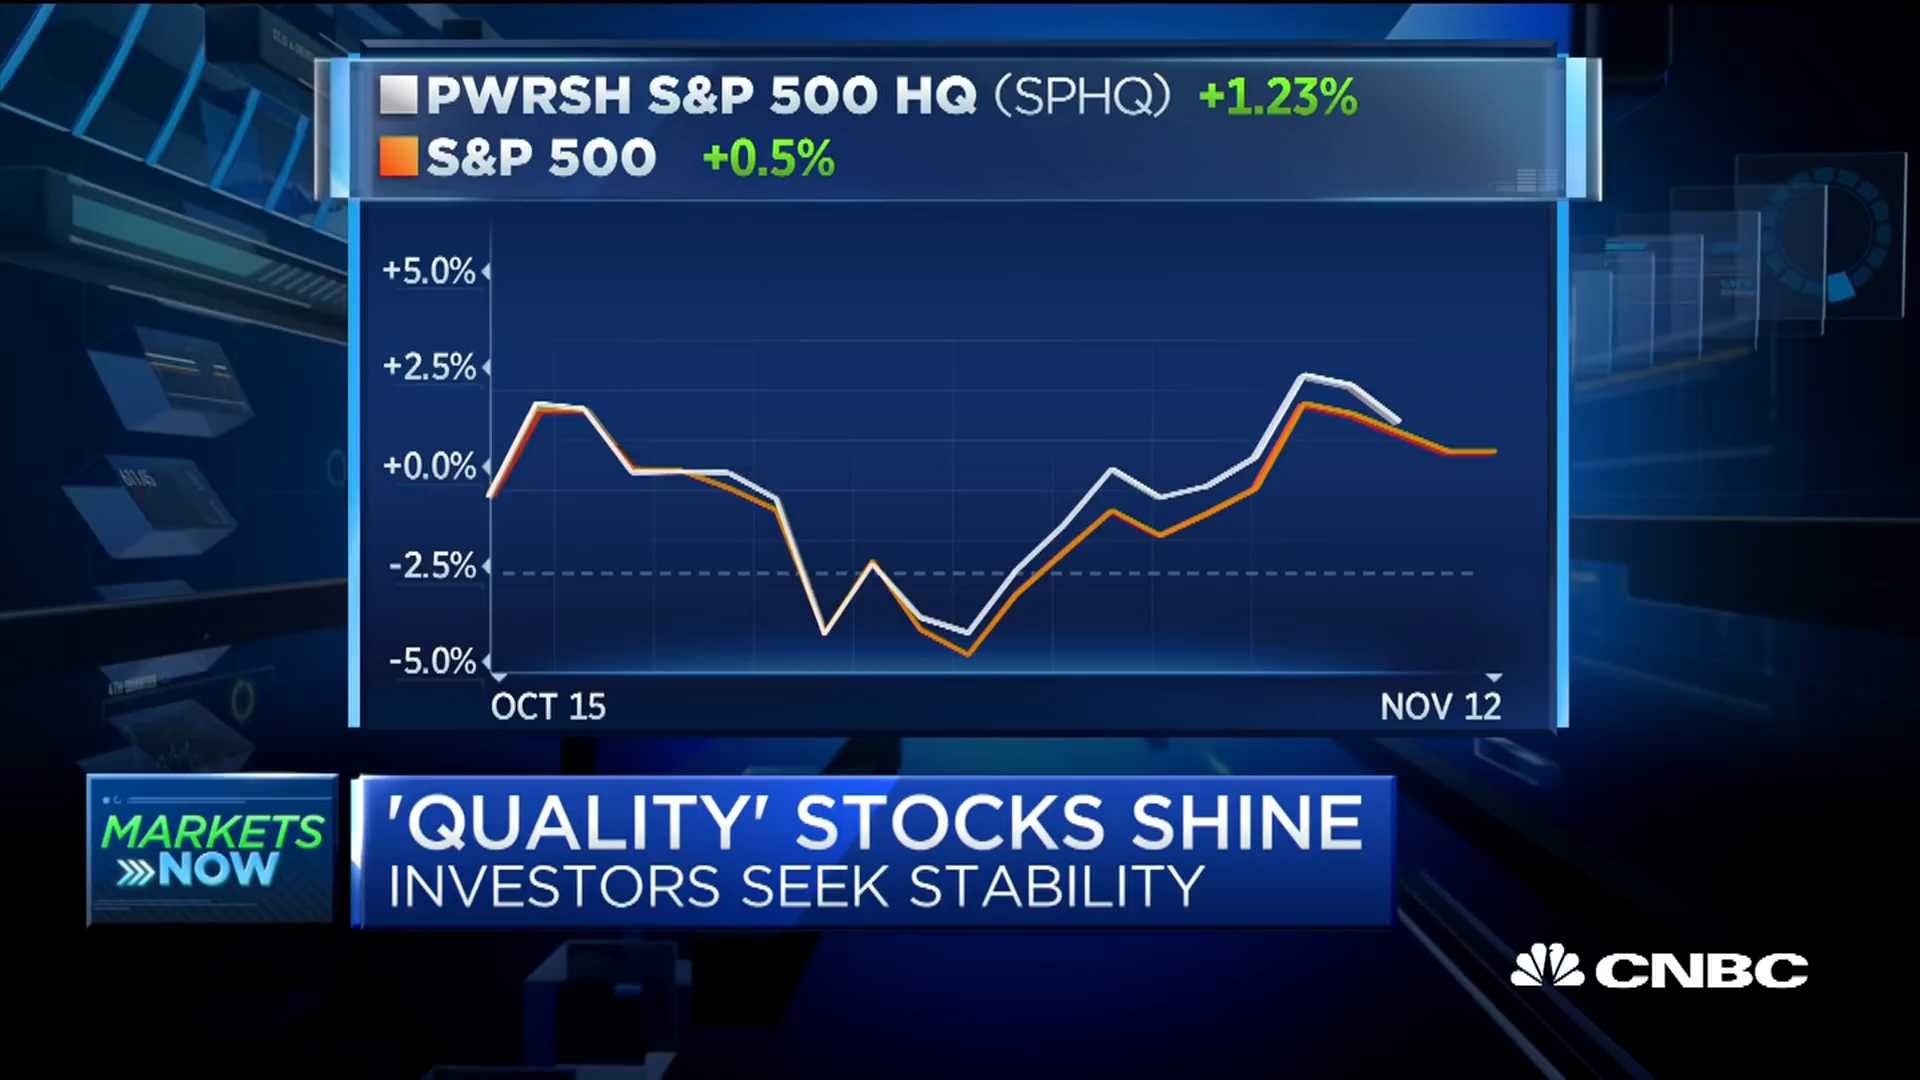 PWRSH S&P 500 HQ (SPHQ) +1.23%
S&P 500 +0.5%
+5.0%
+2.5%
+0.0%
-2.5%
-5.0%
OCT 15
NOV 12
MARKETS
NOW
'QUALITY' STOCKS SHINE
INVESTORS SEEK STABILITY
CNBC